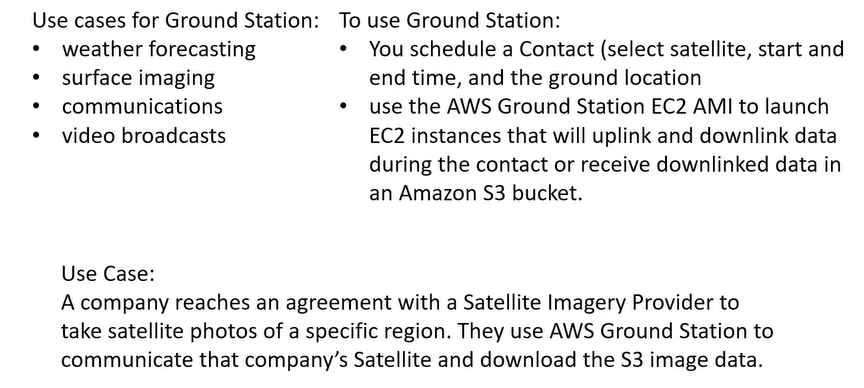 Use cases for Ground Station:
• weather forecasting
• surface imaging
• communications
• video broadcasts
To use Ground Station:
• You schedule a Contact (select satellite, start and
end time, and the ground location
• use the AWS Ground Station EC2 AMI to launch
EC2 instances that will uplink and downlink data
during the contact or receive downlinked data in
an Amazon S3 bucket.
Use Case:
A company reaches an agreement with a Satellite Imagery Provider to
take satellite photos of a specific region. They use AWS Ground Station to
communicate that company's Satellite and download the S3 image data.